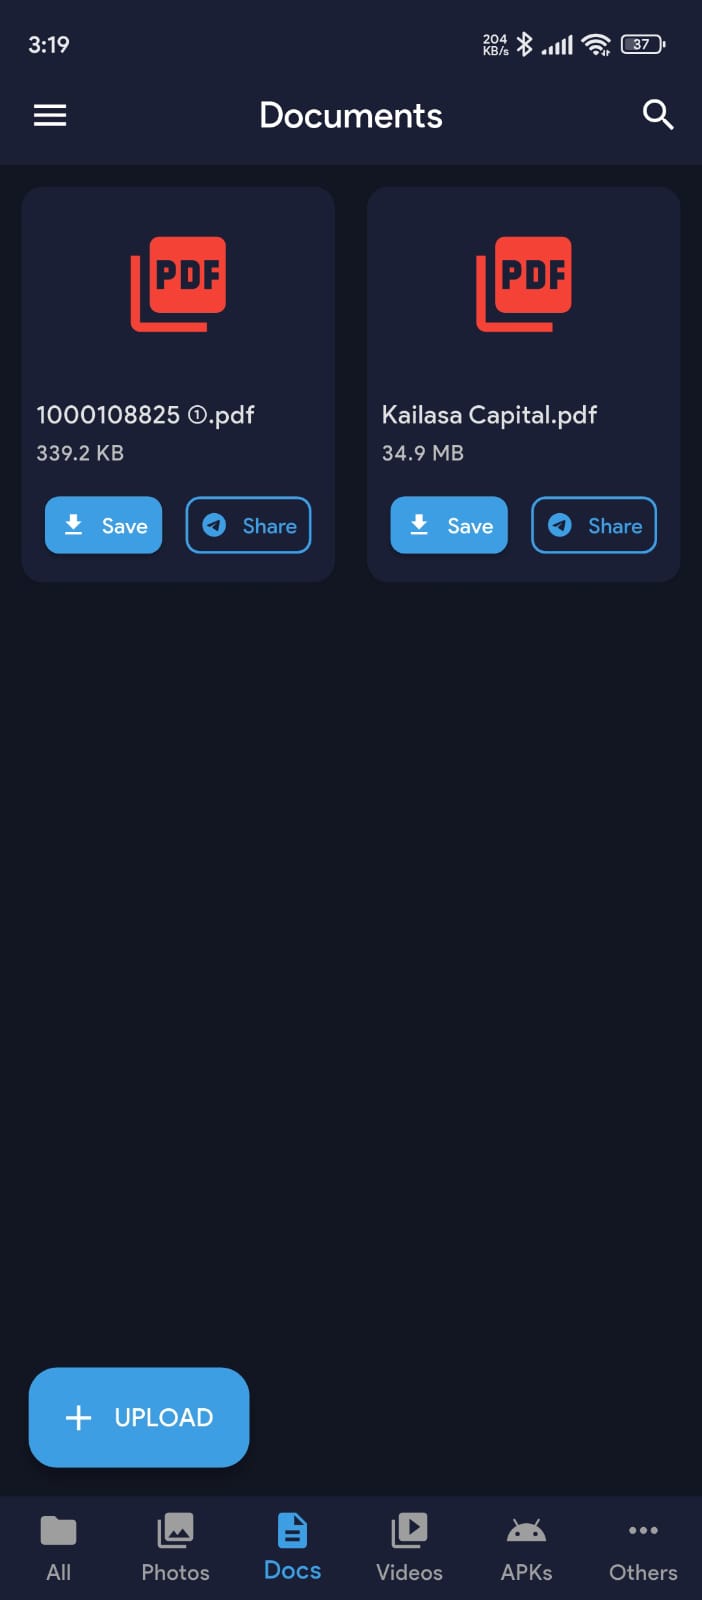 3:19
204 KB/s
37
Documents
PDF
PDF
1000108825 ①.pdf
339.2 KB
Save
Share
Kailasa Capital.pdf
34.9 MB
Save
Share
+ UPLOAD
All
Photos
Docs
Videos
APKs
Others